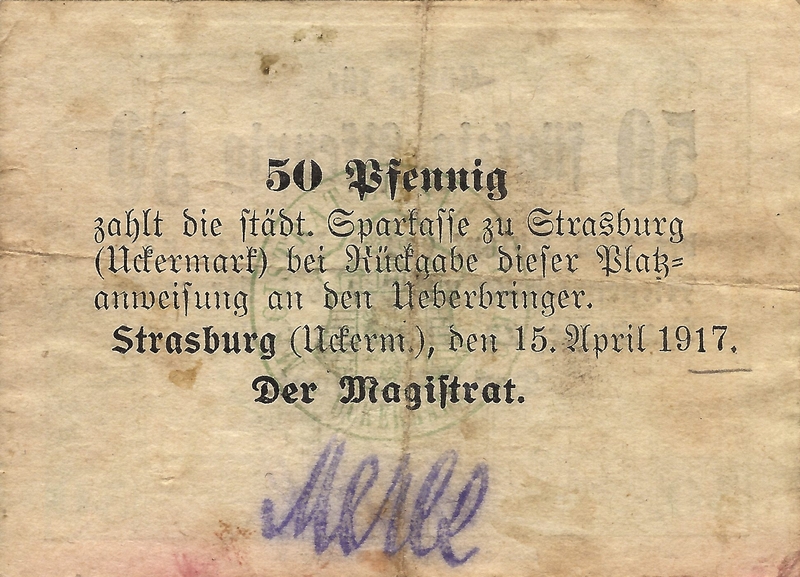 50 Pfennig
zahlt die städt. Sparkasse zu Strasburg
(Uckermark) bei Rückgabe dieser Platz=
anweisung an den Ueberbringer.
Strasburg (Uckerm.), den 15. April 1917.
Der Magistrat.